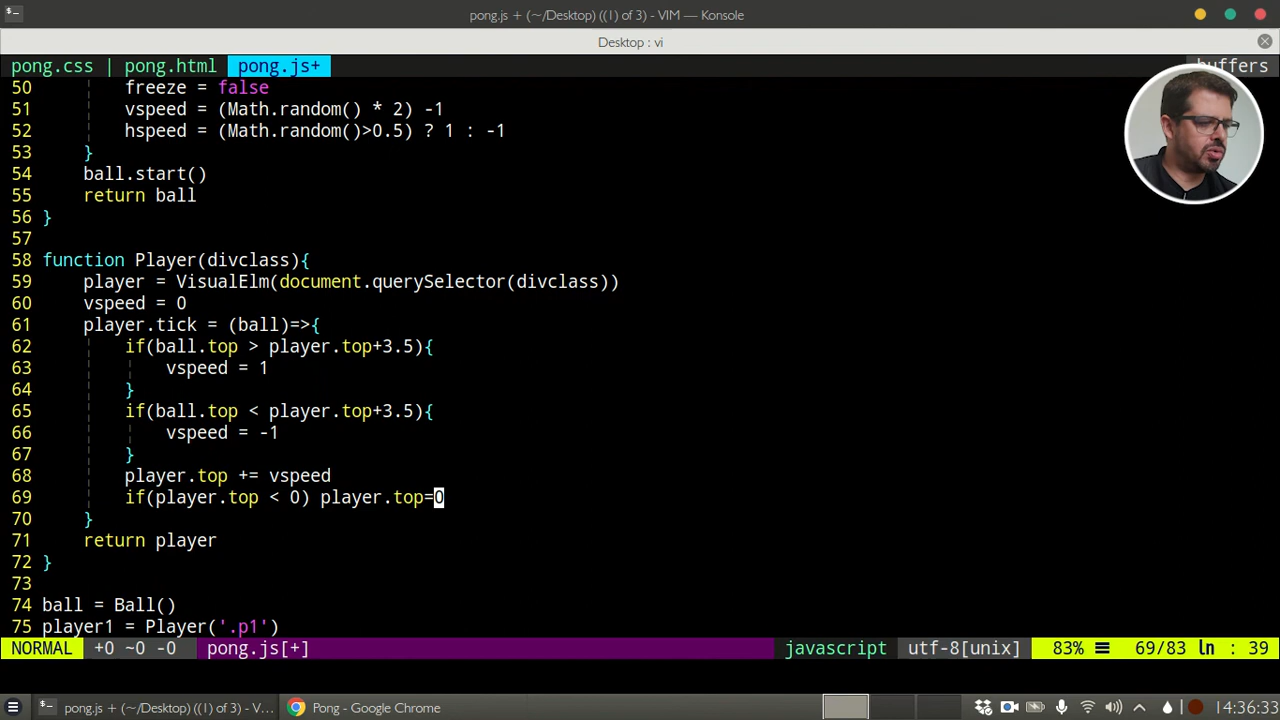 pong.js + (~/Desktop) ((1) of 3) - VIM — Konsole
Desktop : vi
pong.css | pong.html pong.js+ buffers
50 freeze = false
51 vspeed = (Math.random() * 2) -1
52 hspeed = (Math.random()>0.5) ? 1 : -1
53 }
54 ball.start()
55 return ball
56 }
57
58 function Player(divclass){
59 player = VisualElm(document.querySelector(divclass))
60 vspeed = 0
61 player.tick = (ball)=>{
62 if(ball.top > player.top+3.5){
63 vspeed = 1
64 }
65 if(ball.top < player.top+3.5){
66 vspeed = -1
67 }
68 player.top += vspeed
69 if(player.top < 0) player.top=0
70 }
71 return player
72 }
73
74 ball = Ball()
75 player1 = Player('.p1')
NORMAL +0 ~0 -0 pong.js[+] javascript utf-8[unix] 83% ☰ 69/83 ln : 39
pong.js + (~/Desktop) ((1) of 3) - V... Pong - Google Chrome 14:36:33